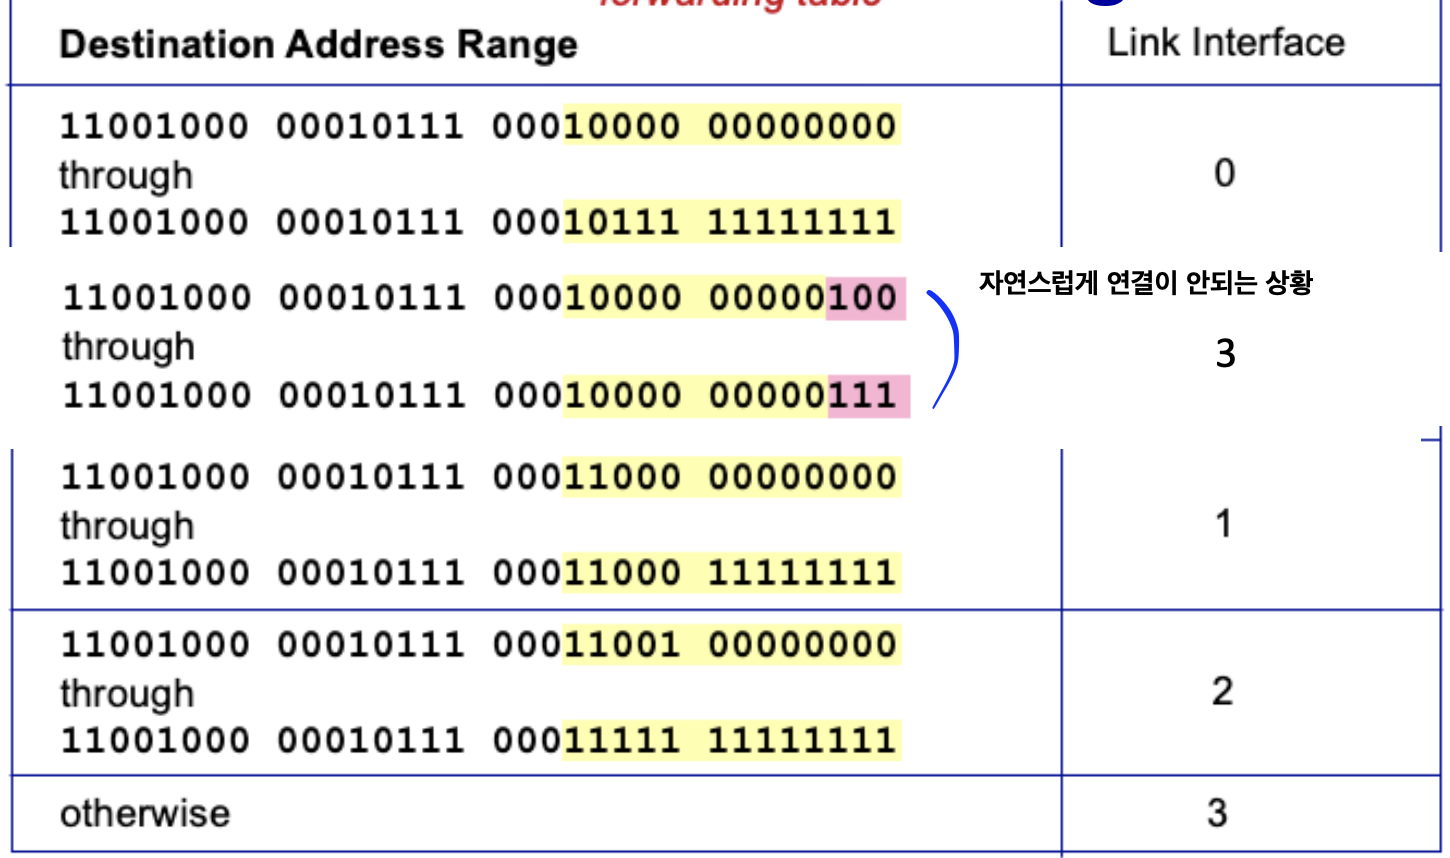 forwarding table
Destination Address Range Link Interface
11001000 00010111 00010000 00000000
through 0
11001000 00010111 00010111 11111111
자연스럽게 연결이 안되는 상황
11001000 00010111 00010000 00000100
through 3
11001000 00010111 00010000 00000111
11001000 00010111 00011000 00000000
through 1
11001000 00010111 00011000 11111111
11001000 00010111 00011001 00000000
through 2
11001000 00010111 00011111 11111111
otherwise 3